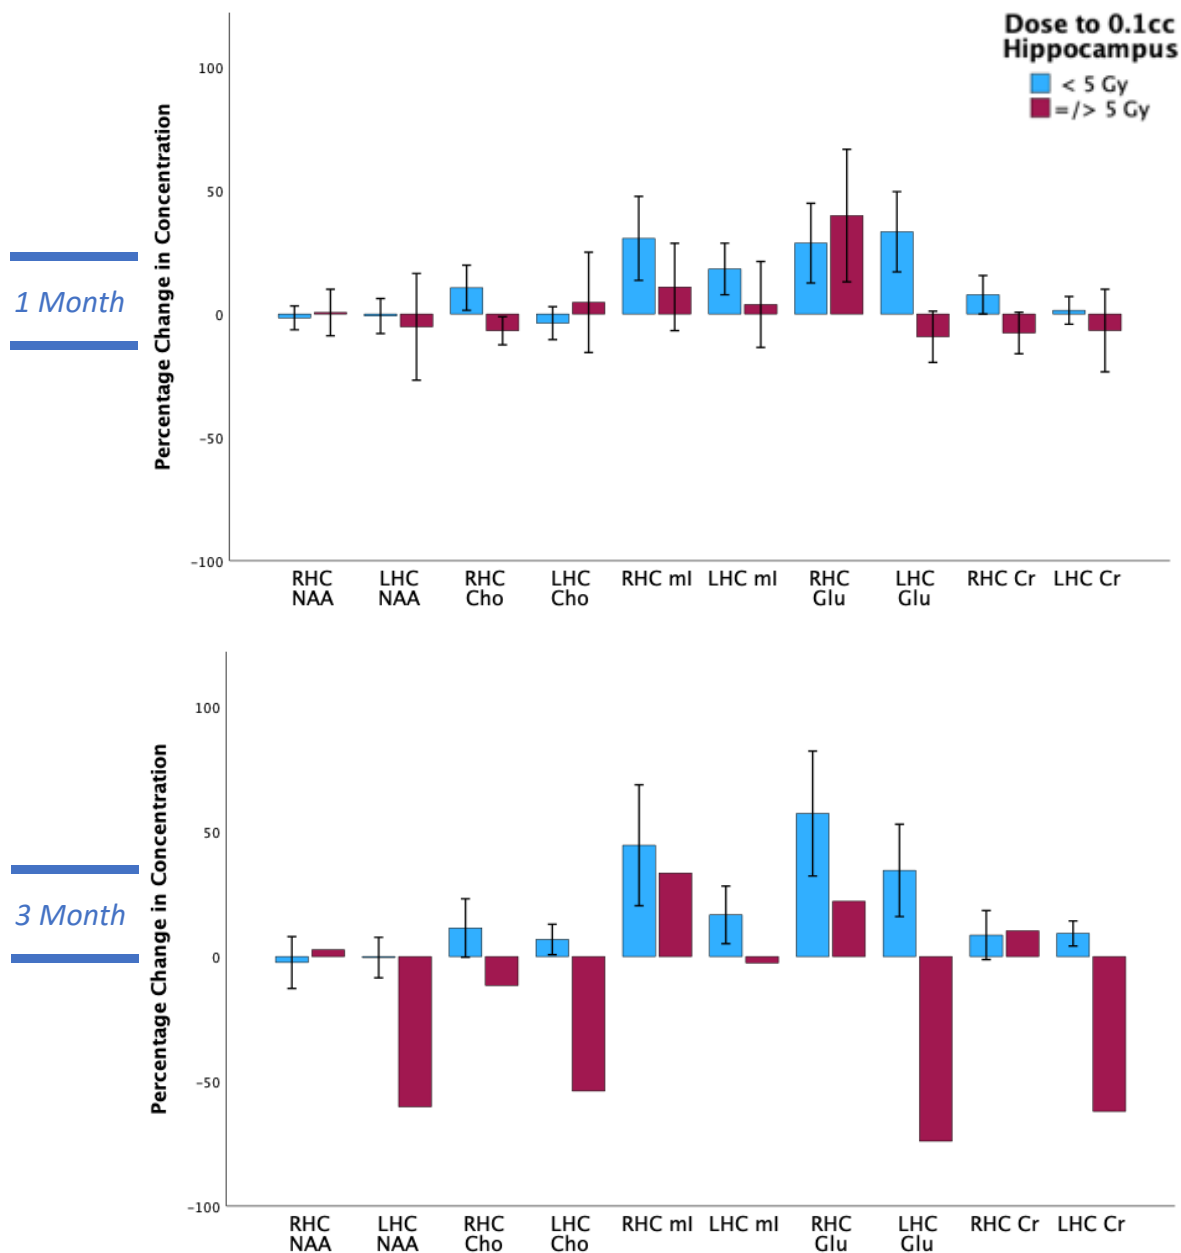 Dose to 0.1cc
Hippocampus
< 5 Gy
=/> 5 Gy
1 Month
Percentage Change in Concentration
100
50
0
−50
−100
RHC NAA
LHC NAA
RHC Cho
LHC Cho
RHC mI
LHC mI
RHC Glu
LHC Glu
RHC Cr
LHC Cr
3 Month
Percentage Change in Concentration
100
50
0
−50
−100
RHC NAA
LHC NAA
RHC Cho
LHC Cho
RHC mI
LHC mI
RHC Glu
LHC Glu
RHC Cr
LHC Cr